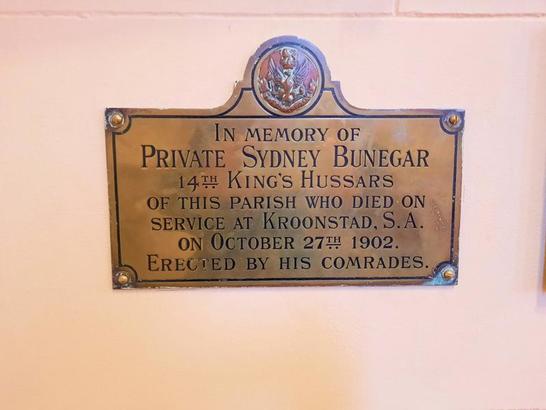 IN MEMORY OF
PRIVATE SYDNEY BUNEGAR
14TH KING'S HUSSARS
OF THIS PARISH WHO DIED ON
SERVICE AT KROONSTAD, S.A.
ON OCTOBER 27TH 1902.
ERECTED BY HIS COMRADES.